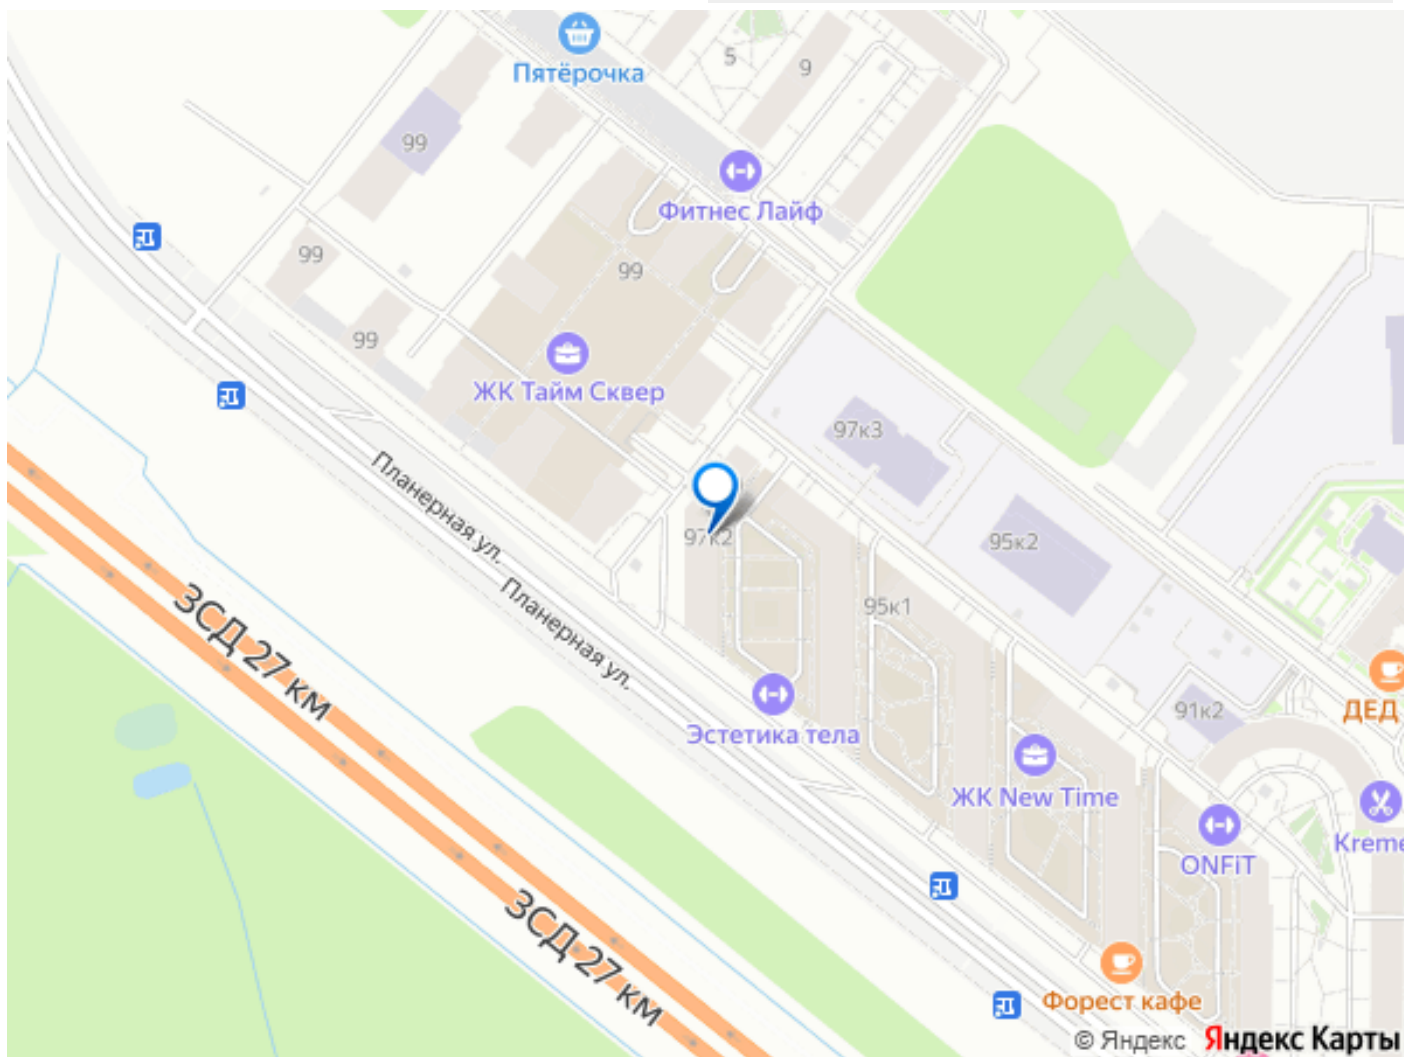 Пятёрочка
5
9
99
Фитнес Лайф
99
99
99
ЖК Тайм Сквер
97к3
Планерная ул.
97к2
95к2
Планерная ул.
95к1
ЗСД 27 км
ДЕД
91к2
Эстетика тела
ЖК New Time
Kreme
ONFiT
ЗСД 27 км
Форест кафе
© Яндекс Яндекс Карты